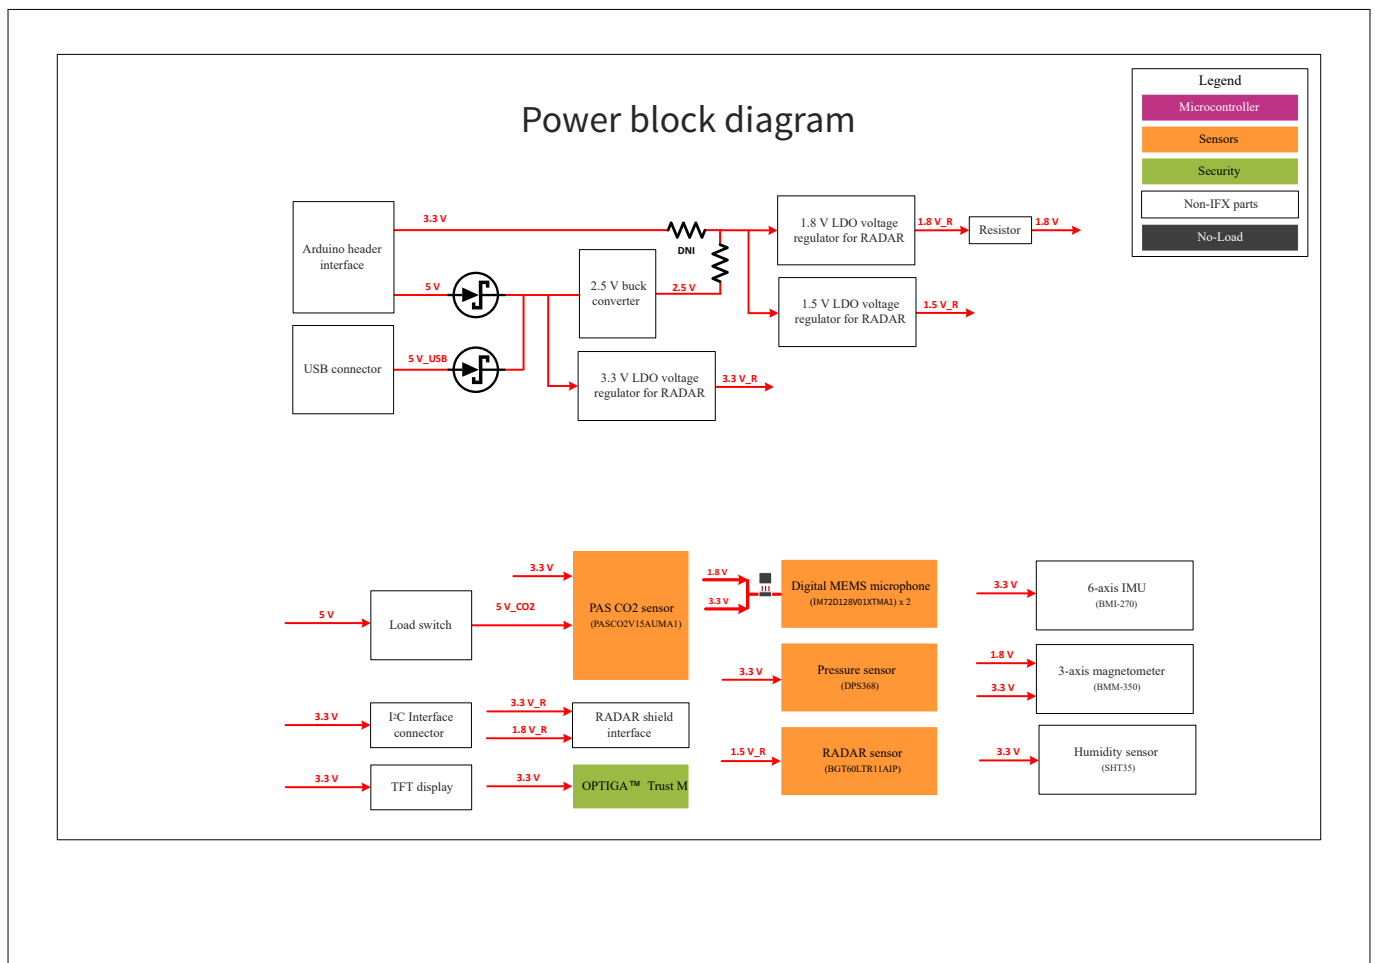 Power block diagram
Legend
Microcontroller
Sensors
Security
Non-IFX parts
No-Load
Arduino header
interface
3.3 V
5 V
DNI
USB connector
5 V_USB
2.5 V buck
converter
2.5 V
3.3 V LDO voltage
regulator for RADAR
3.3 V_R
1.8 V LDO voltage
regulator for RADAR
1.8 V_R
Resistor
1.8 V
1.5 V LDO voltage
regulator for RADAR
1.5 V_R
5 V
Load switch
3.3 V
5 V_CO2
PAS CO2 sensor
(PASCO2V15AUMA1)
1.8 V
3.3 V
Digital MEMS microphone
(IM72D128V01XTMA1) x 2
3.3 V
6-axis IMU
(BMI-270)
3.3 V
Pressure sensor
(DPS368)
1.8 V
3.3 V
3-axis magnetometer
(BMM-350)
3.3 V
I²C Interface
connector
3.3 V_R
1.8 V_R
RADAR shield
interface
1.5 V_R
RADAR sensor
(BGT60LTR11AIP)
3.3 V
Humidity sensor
(SHT35)
3.3 V
TFT display
3.3 V
OPTIGA™ Trust M